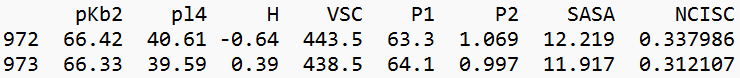 pKb2 pl4 H VSC P1 P2 SASA NCISC
972 66.42 40.61 -0.64 443.5 63.3 1.069 12.219 0.337986
973 66.33 39.59 0.39 438.5 64.1 0.997 11.917 0.312107